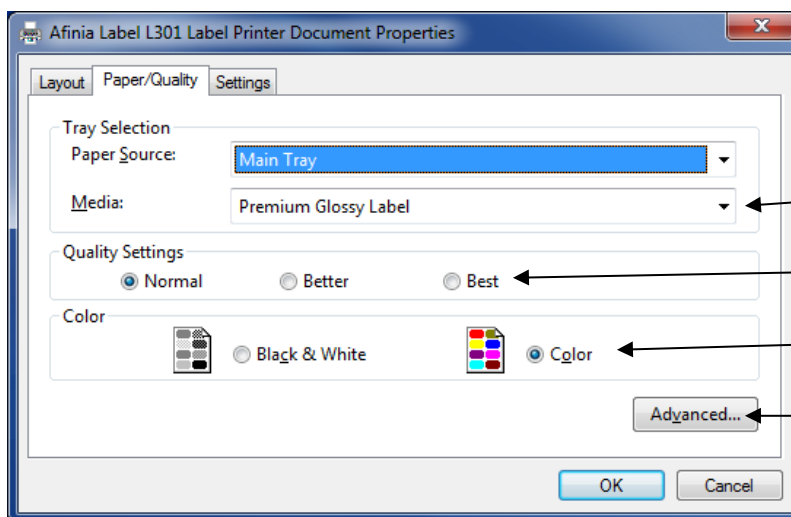 Afinia Label L301 Label Printer Document Properties
Layout Paper/Quality Settings
Tray Selection
Paper Source: Main Tray
Media: Premium Glossy Label
Quality Settings
Normal Better Best
Color
Black & White Color
Advanced...
OK Cancel